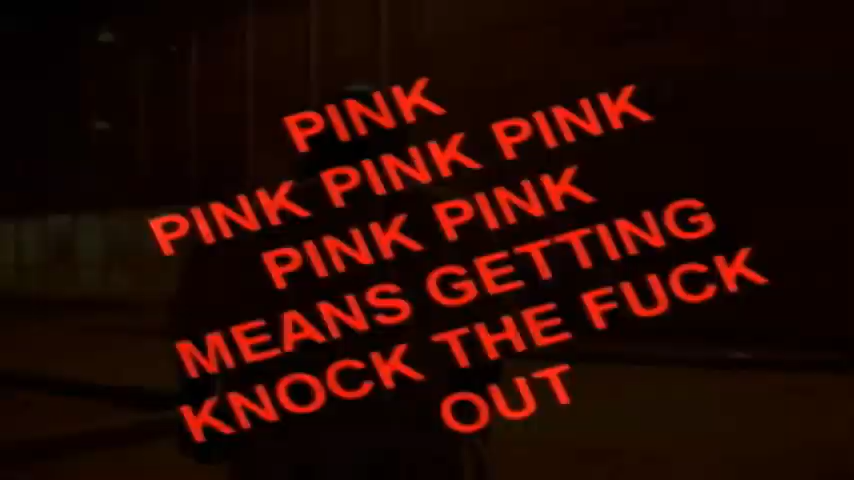 PINK
PINK PINK PINK
PINK PINK
MEANS GETTING
KNOCK THE FUCK
OUT